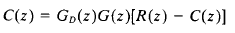 C(z) = G_D(z)G(z)[R(z) − C(z)]